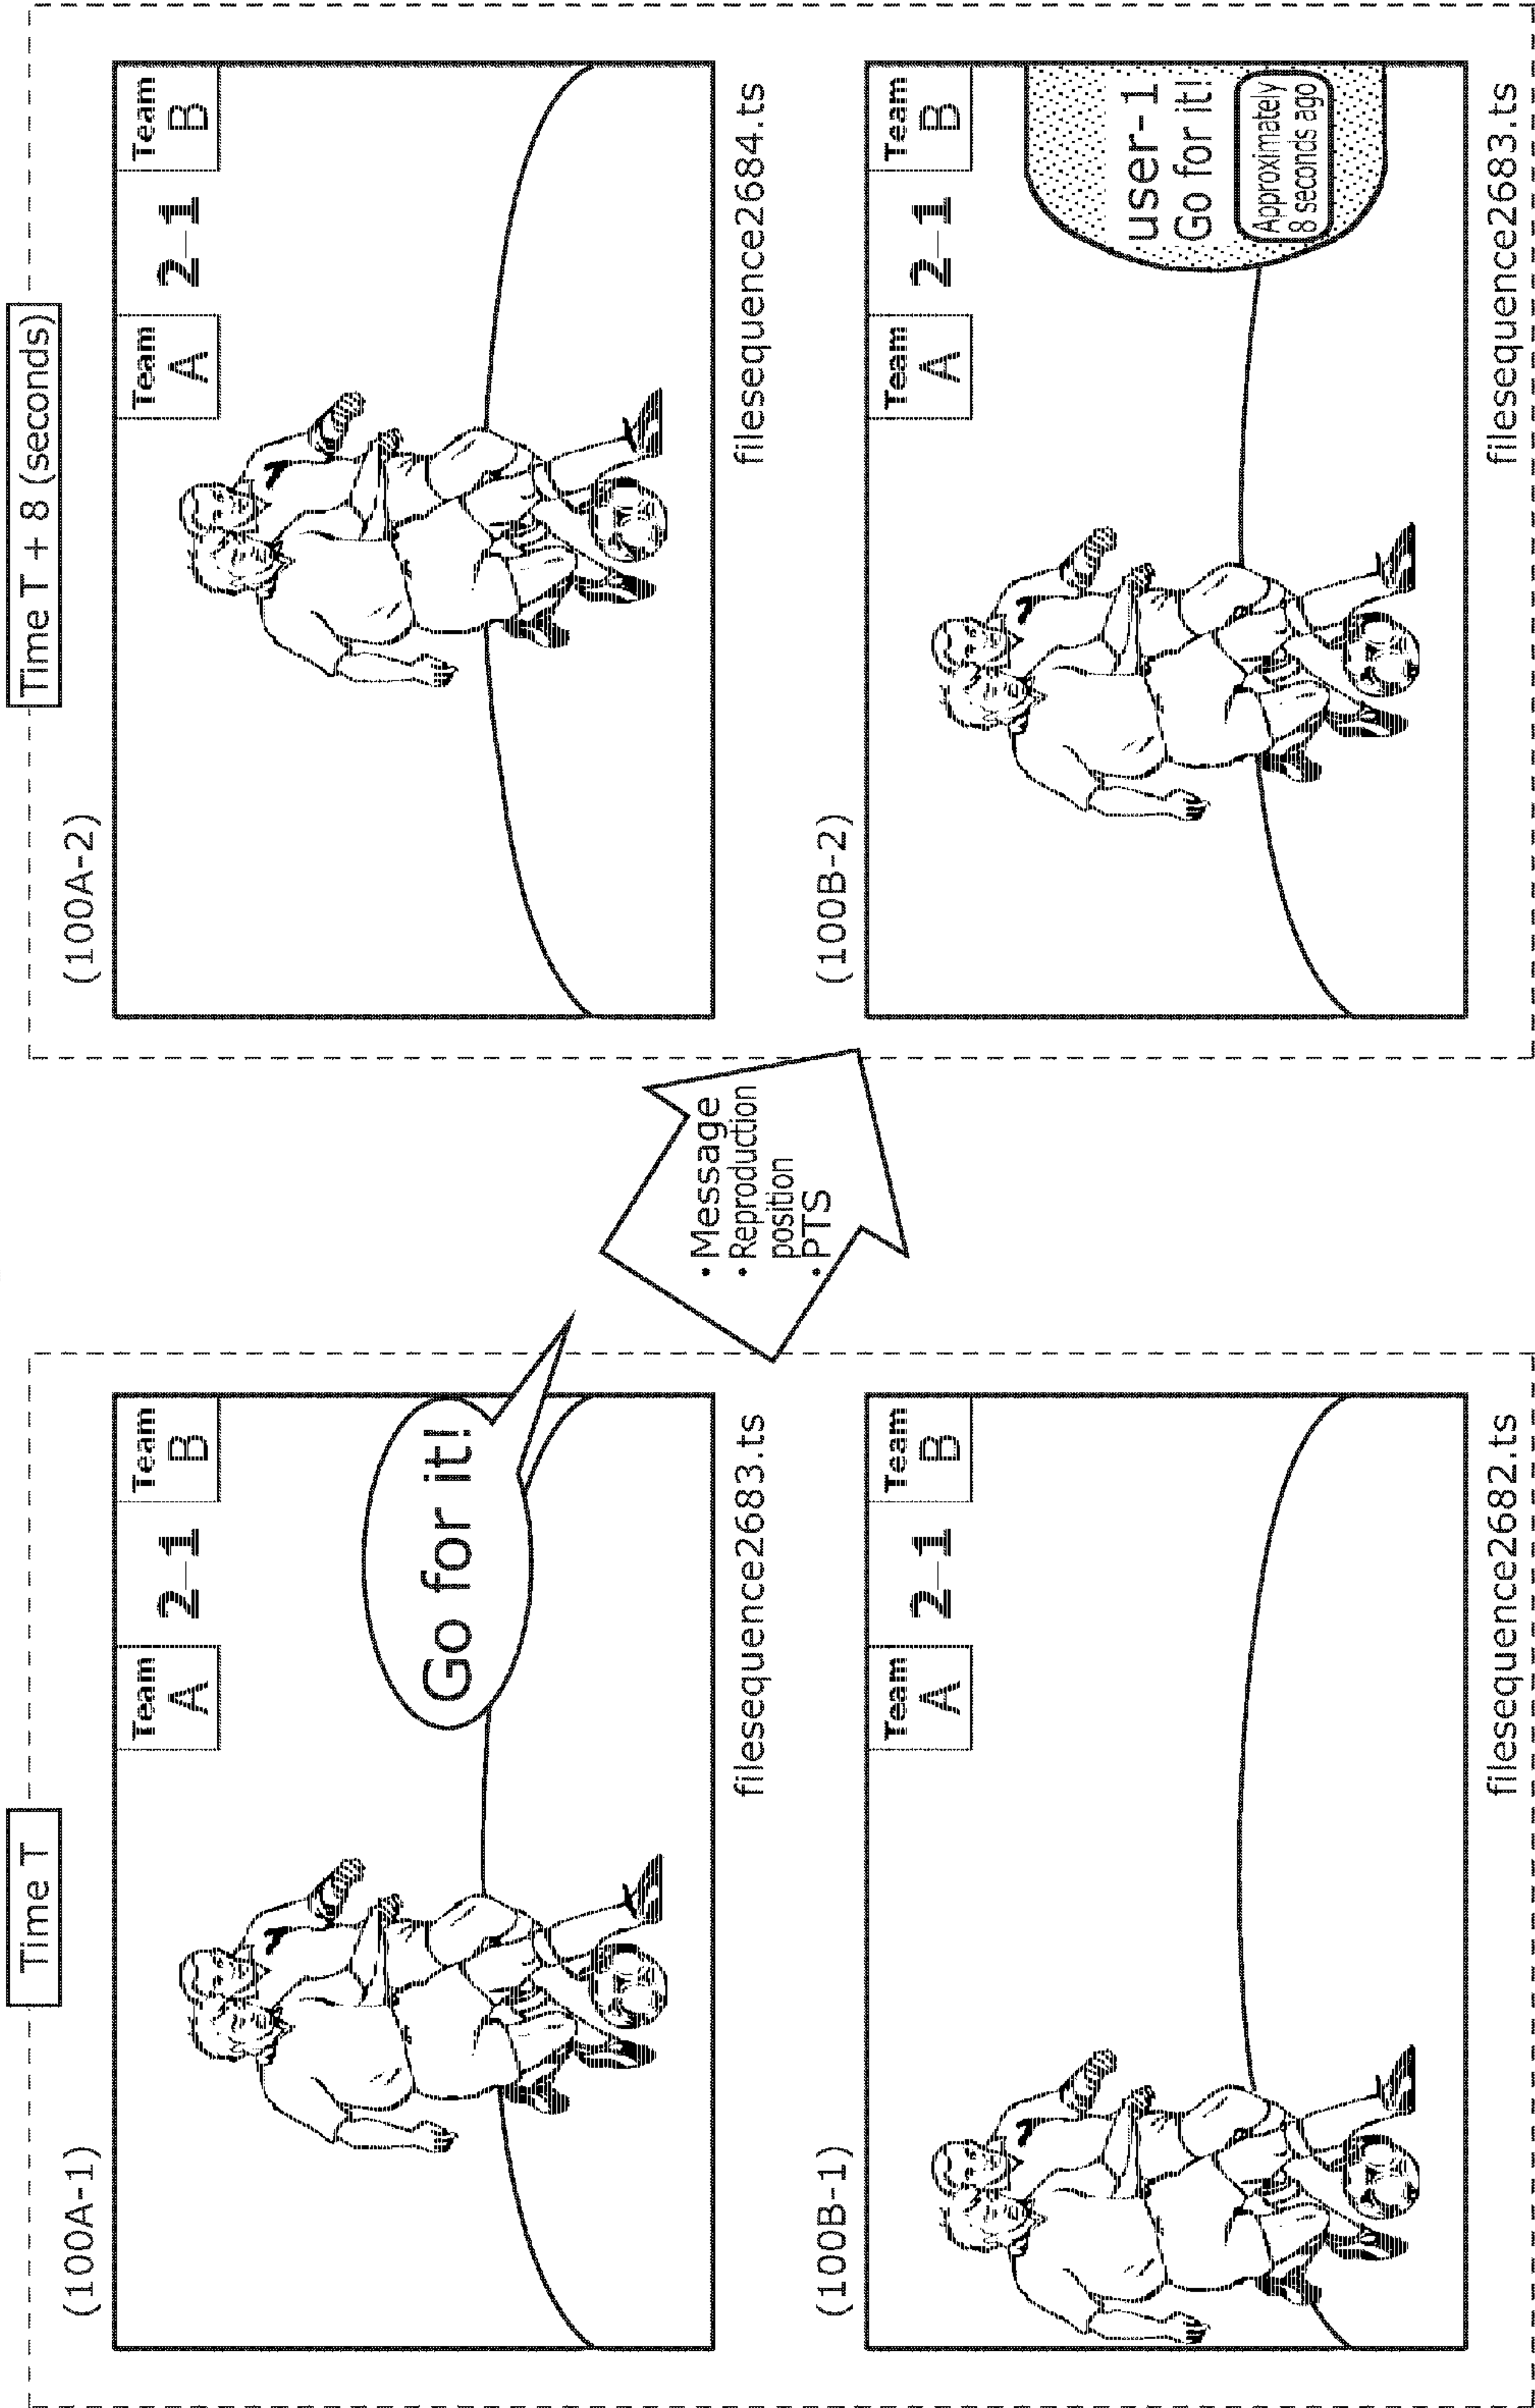 Time T
(100A-1)
Team
A
2-1
Team
B
Go for it!
filesequence2683.ts
(100B-1)
Team
A
2-1
Team
B
filesequence2682.ts
• Message
• Reproduction
position
• PTS
Time T + 8 (seconds)
(100A-2)
Team
A
2-1
Team
B
filesequence2684.ts
(100B-2)
Team
A
2-1
Team
B
user-1
Go for it!
Approximately
8 seconds ago
filesequence2683.ts